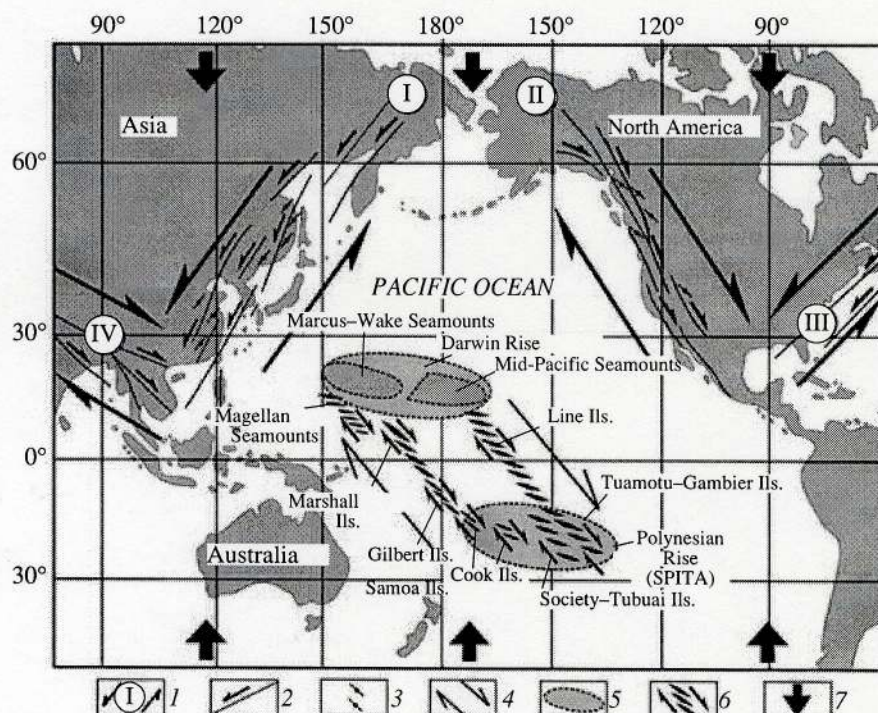 90° 120° 150° 180° 150° 120° 90°
I
II
Asia
North America
60°
PACIFIC OCEAN
30°
IV
III
Marcus–Wake Seamounts
Darwin Rise
Mid-Pacific Seamounts
Magellan
Seamounts
Line Ils.
0°
Marshall
Ils.
Tuamotu–Gambier Ils.
Gilbert Ils.
Polynesian
Rise
(SPITA)
Australia
Samoa Ils.
Cook Ils.
30°
Society–Tubuai Ils.
I 1 2 3 4 5 6 7